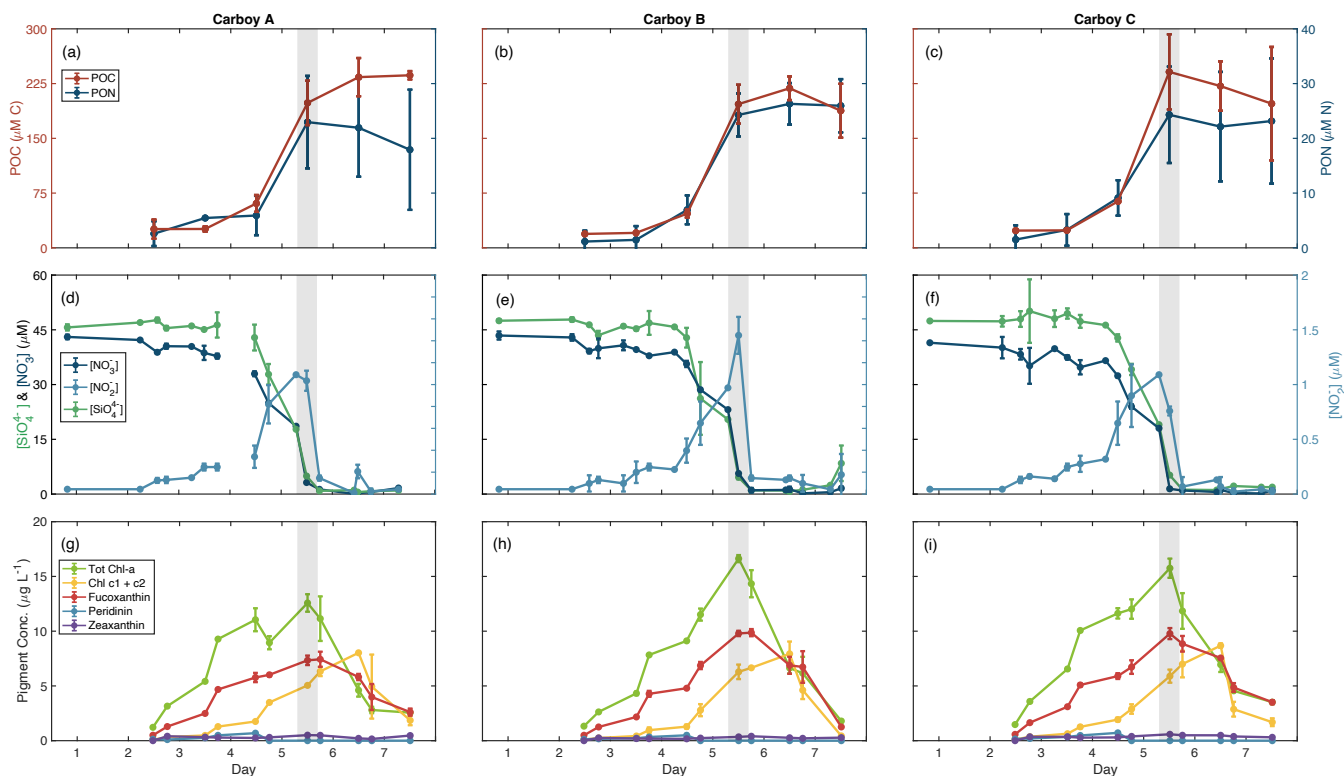 Carboy A
Carboy B
Carboy C
300
225
150
75
0
POC (μM C)
(a)
POC
PON
(b)
(c)
40
30
20
10
0
PON (μM N)
60
45
30
15
0
[SiO₄⁴⁻] & [NO₃⁻] (μM)
(d)
[NO₃⁻]
[NO₂⁻]
[SiO₄⁴⁻]
(e)
(f)
2
1.5
1
0.5
0
[NO₂⁻] (μM)
20
15
10
5
0
Pigment Conc. (μg L⁻¹)
(g)
Tot Chl-a
Chl c1 + c2
Fucoxanthin
Peridinin
Zeaxanthin
(h)
(i)
1 2 3 4 5 6 7
1 2 3 4 5 6 7
1 2 3 4 5 6 7
Day
Day
Day